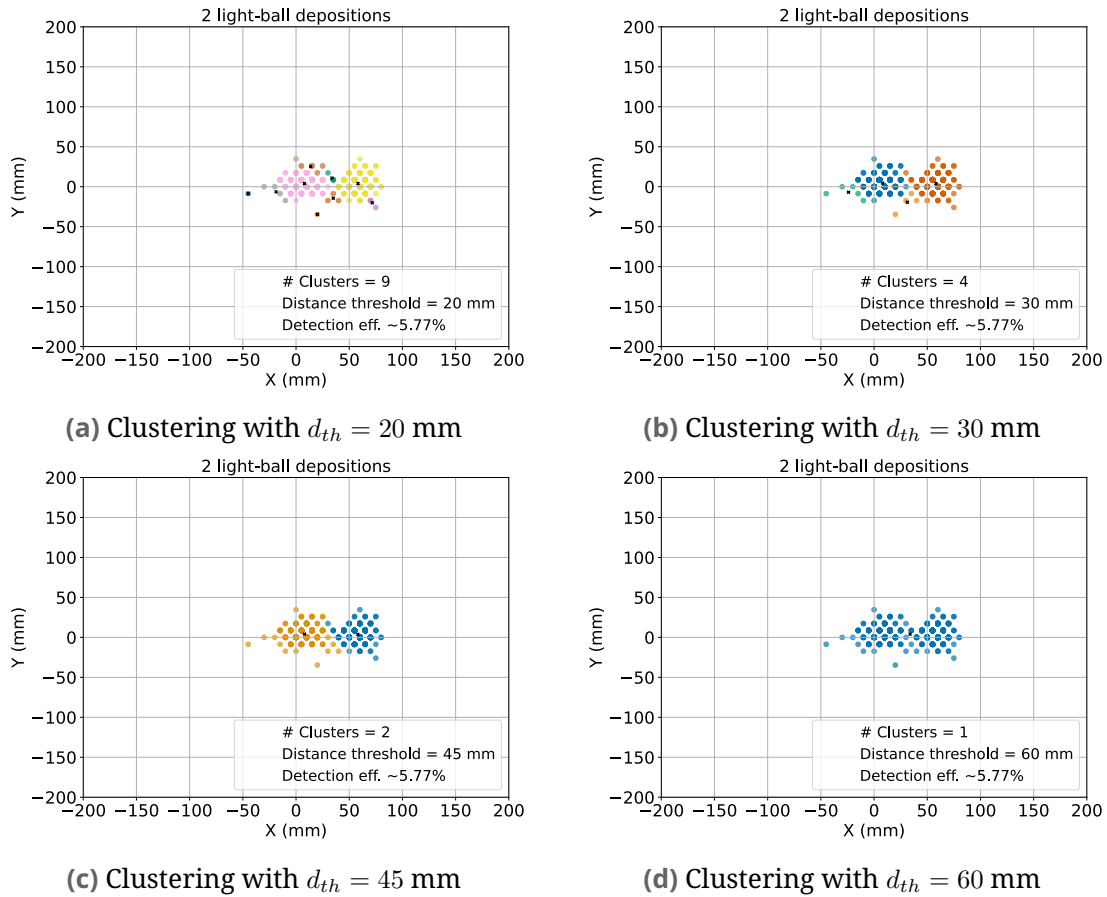 2 light-ball depositions
200
150
100
50
0
−50
−100
−150
−200
Y (mm)
# Clusters = 9
Distance threshold = 20 mm
Detection eff. ~5.77%
−200 −150 −100 −50 0 50 100 150 200
X (mm)
(a) Clustering with d_th = 20 mm
2 light-ball depositions
200
150
100
50
0
−50
−100
−150
−200
Y (mm)
# Clusters = 4
Distance threshold = 30 mm
Detection eff. ~5.77%
−200 −150 −100 −50 0 50 100 150 200
X (mm)
(b) Clustering with d_th = 30 mm
2 light-ball depositions
200
150
100
50
0
−50
−100
−150
−200
Y (mm)
# Clusters = 2
Distance threshold = 45 mm
Detection eff. ~5.77%
−200 −150 −100 −50 0 50 100 150 200
X (mm)
(c) Clustering with d_th = 45 mm
2 light-ball depositions
200
150
100
50
0
−50
−100
−150
−200
Y (mm)
# Clusters = 1
Distance threshold = 60 mm
Detection eff. ~5.77%
−200 −150 −100 −50 0 50 100 150 200
X (mm)
(d) Clustering with d_th = 60 mm